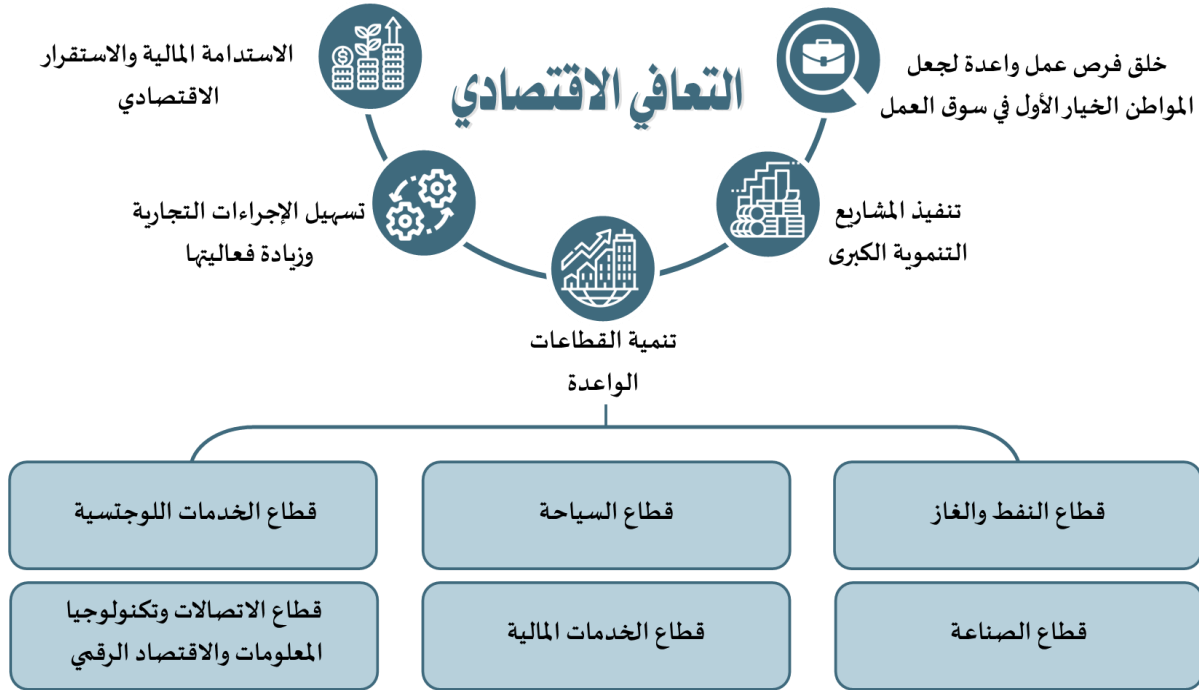 التعافي الاقتصادي
خلق فرص عمل واعدة لجعل
المواطن الخيار الأول في سوق العمل
تنفيذ المشاريع
التنموية الكبرى
تنمية القطاعات
الواعدة
تسهيل الإجراءات التجارية
وزيادة فعاليتها
الاستدامة المالية والاستقرار
الاقتصادي
قطاع النفط والغاز
قطاع السياحة
قطاع الخدمات اللوجتسية
قطاع الصناعة
قطاع الخدمات المالية
قطاع الاتصالات وتكنولوجيا
المعلومات والاقتصاد الرقمي